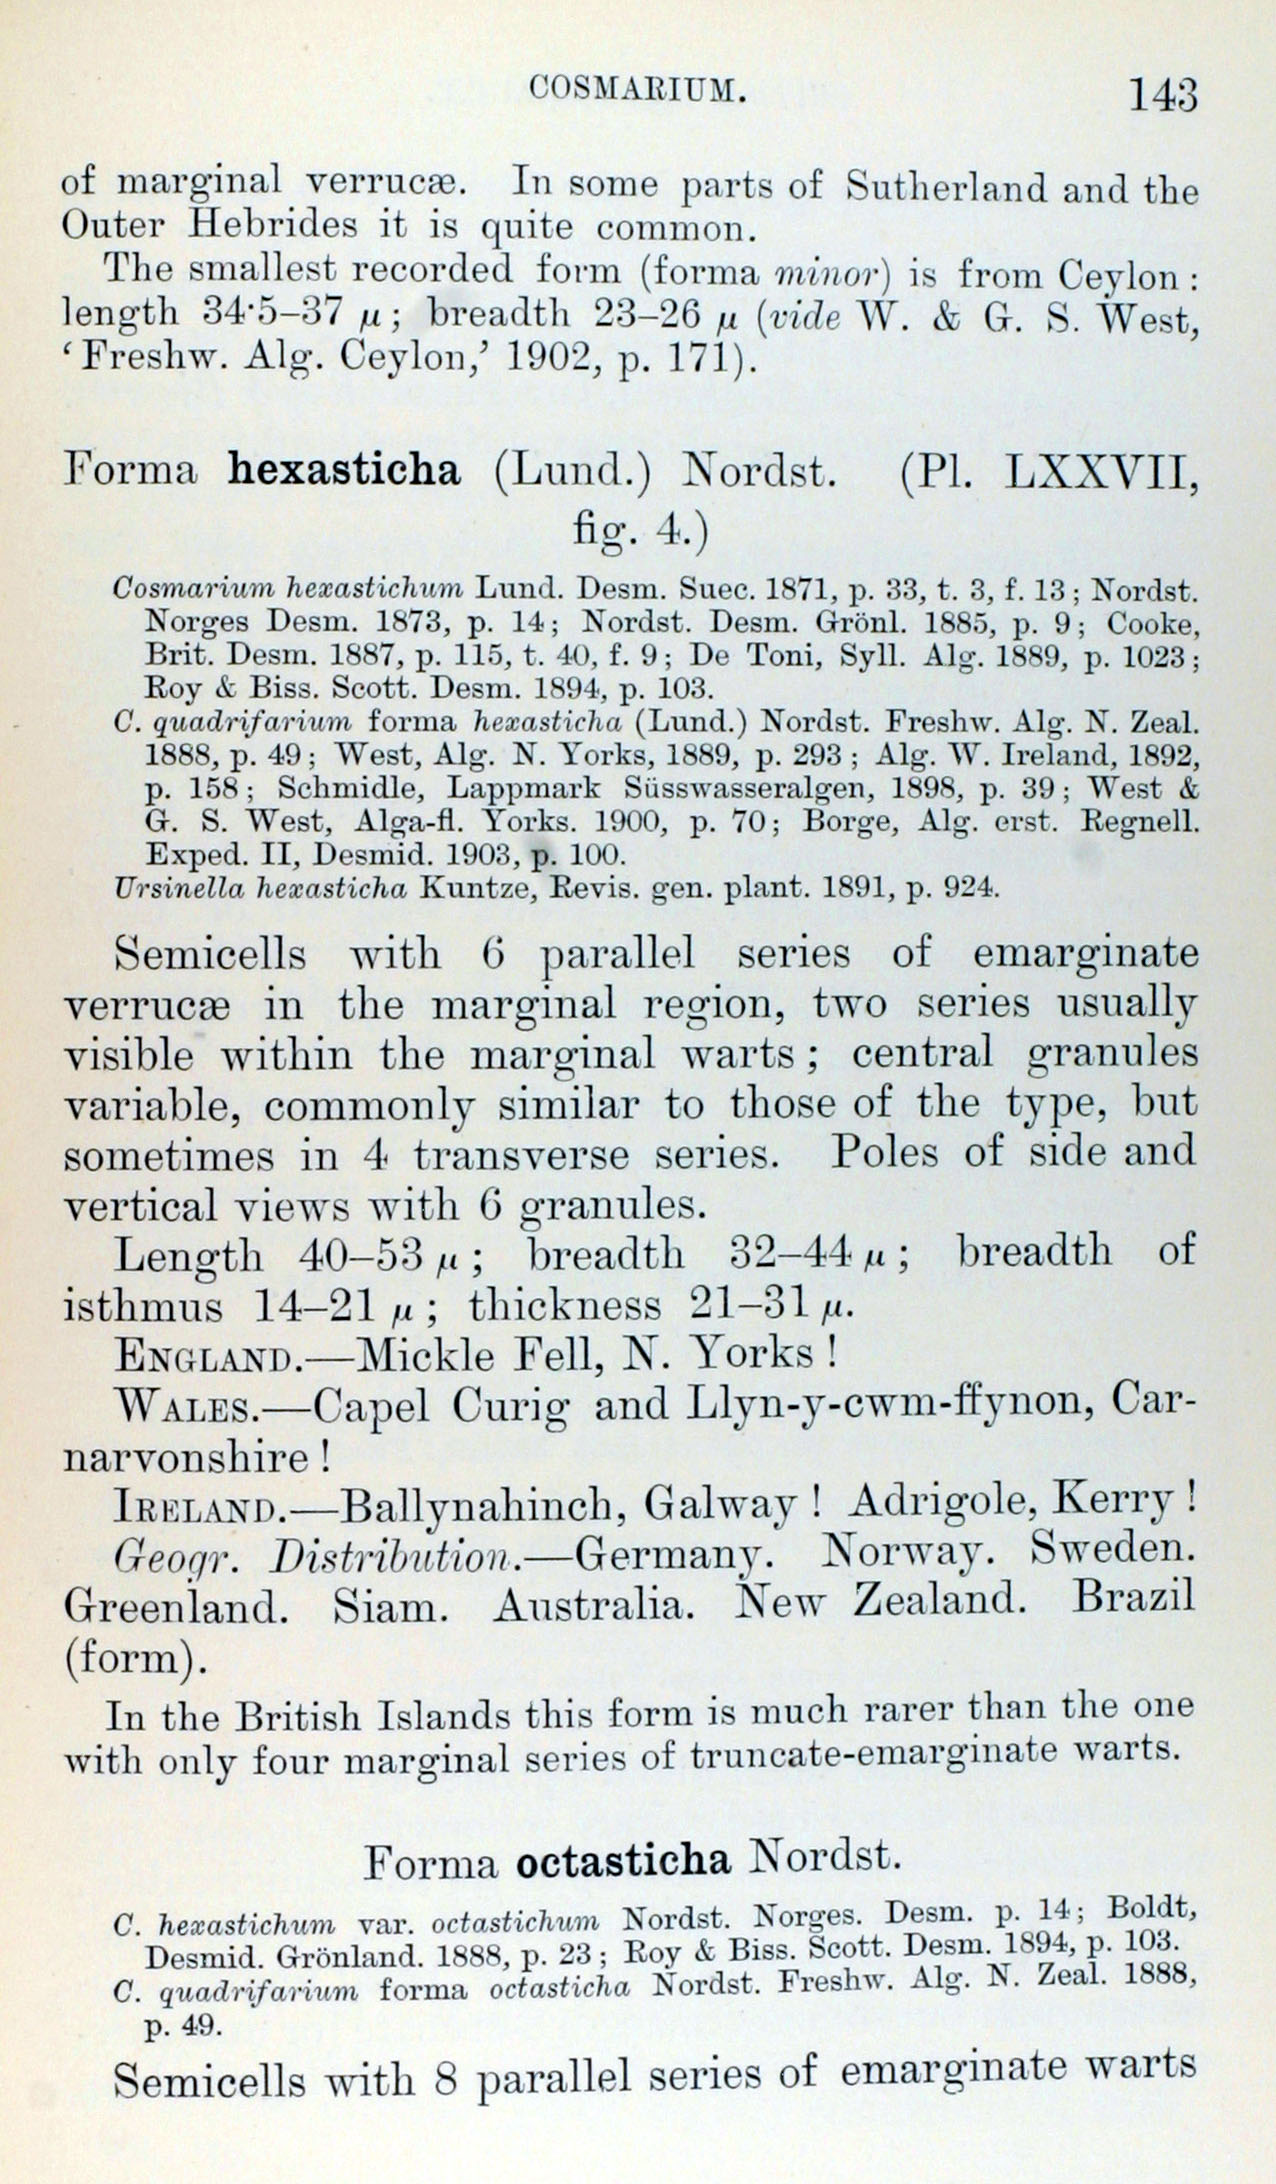 COSMARIUM. 143
of marginal verrucæ. In some parts of Sutherland and the
Outer Hebrides it is quite common.
The smallest recorded form (forma minor) is from Ceylon :
length 34·5–37 μ ; breadth 23–26 μ (vide W. & G. S. West,
‘ Freshw. Alg. Ceylon,’ 1902, p. 171).
Forma hexasticha (Lund.) Nordst. (Pl. LXXVII,
fig. 4.)
Cosmarium hexastichum Lund. Desm. Suec. 1871, p. 33, t. 3, f. 13 ; Nordst.
Norges Desm. 1873, p. 14 ; Nordst. Desm. Grönl. 1885, p. 9 ; Cooke,
Brit. Desm. 1887, p. 115, t. 40, f. 9 ; De Toni, Syll. Alg. 1889, p. 1023 ;
Roy & Biss. Scott. Desm. 1894, p. 103.
C. quadrifarium forma hexasticha (Lund.) Nordst. Freshw. Alg. N. Zeal.
1888, p. 49 ; West, Alg. N. Yorks, 1889, p. 293 ; Alg. W. Ireland, 1892,
p. 158 ; Schmidle, Lappmark Süsswasseralgen, 1898, p. 39 ; West &
G. S. West, Alga-fl. Yorks. 1900, p. 70 ; Borge, Alg. erst. Regnell.
Exped. II, Desmid. 1903, p. 100.
Ursinella hexasticha Kuntze, Revis. gen. plant. 1891, p. 924.
Semicells with 6 parallel series of emarginate
verrucæ in the marginal region, two series usually
visible within the marginal warts ; central granules
variable, commonly similar to those of the type, but
sometimes in 4 transverse series. Poles of side and
vertical views with 6 granules.
Length 40–53 μ ; breadth 32–44 μ ; breadth of
isthmus 14–21 μ ; thickness 21–31 μ.
ENGLAND.—Mickle Fell, N. Yorks !
WALES.—Capel Curig and Llyn-y-cwm-ffynon, Car-
narvonshire !
IRELAND.—Ballynahinch, Galway ! Adrigole, Kerry !
Geogr. Distribution.—Germany. Norway. Sweden.
Greenland. Siam. Australia. New Zealand. Brazil
(form).
In the British Islands this form is much rarer than the one
with only four marginal series of truncate-emarginate warts.
Forma octasticha Nordst.
C. hexastichum var. octastichum Nordst. Norges. Desm. p. 14 ; Boldt,
Desmid. Grönland. 1888, p. 23 ; Roy & Biss. Scott. Desm. 1894, p. 103.
C. quadrifarium forma octasticha Nordst. Freshw. Alg. N. Zeal. 1888,
p. 49.
Semicells with 8 parallel series of emarginate warts